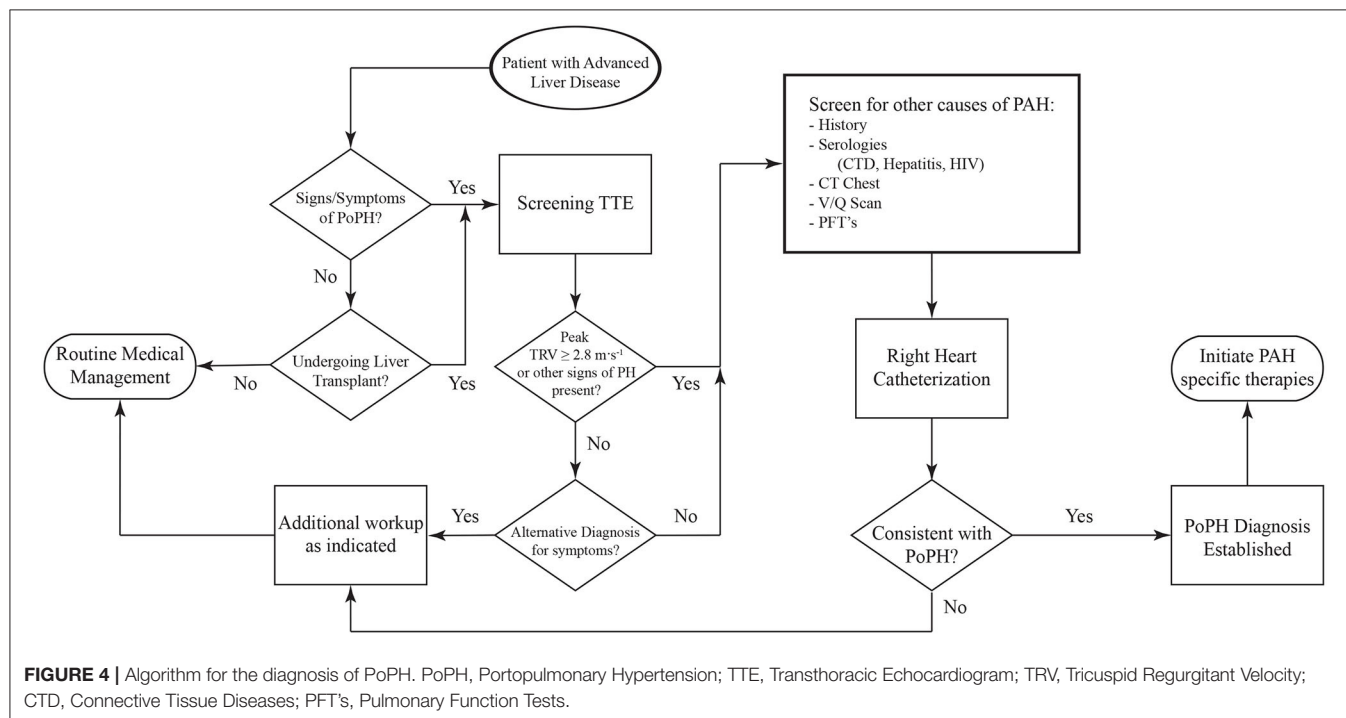 Patient with Advanced
Liver Disease
Signs/Symptoms
of PoPH?
Yes
No
Undergoing Liver
Transplant?
No
Yes
Routine Medical
Management
Screening TTE
Peak
TRV ≥ 2.8 m·s⁻¹
or other signs of PH
present?
Yes
No
Alternative Diagnosis
for symptoms?
Yes
No
Additional workup
as indicated
Screen for other causes of PAH:
- History
- Serologies
(CTD, Hepatitis, HIV)
- CT Chest
- V/Q Scan
- PFT's
Right Heart
Catheterization
Consistent with
PoPH?
Yes
No
PoPH Diagnosis
Established
Initiate PAH
specific therapies
FIGURE 4 | Algorithm for the diagnosis of PoPH. PoPH, Portopulmonary Hypertension; TTE, Transthoracic Echocardiogram; TRV, Tricuspid Regurgitant Velocity;
CTD, Connective Tissue Diseases; PFT's, Pulmonary Function Tests.